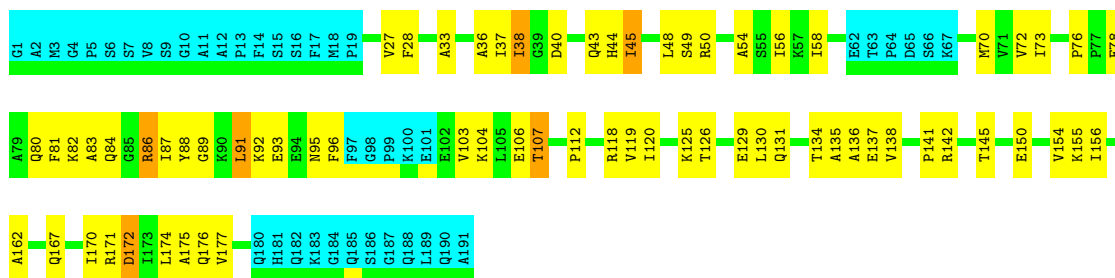 G1 A2 M3 G4 P5 S6 S7 V8 S9 G10 A11 A12 P13 F14 S15 S16 F17 M18 P19 V27 F28 A33 A36 I37 I38 G39 D40 Q43 H44 I45 L48 S49 R50 A54 S55 I56 K57 I58 E62 T63 P64 D65 S66 K67 M70 V71 V72 I73 P76 P77 E78
A79 Q80 F81 K82 A83 Q84 G85 R86 I87 Y88 G89 K90 L91 K92 E93 E94 N95 F96 F97 G98 P99 K100 E101 E102 V103 K104 L105 E106 T107 P112 R118 V119 I120 K125 T126 E129 L130 Q131 T134 A135 A136 E137 V138 P141 R142 T145 E150 V154 K155 I156
A162 Q167 I170 R171 D172 I173 L174 A175 Q176 V177 Q180 H181 Q182 K183 G184 Q185 S186 G187 Q188 L189 Q190 A191